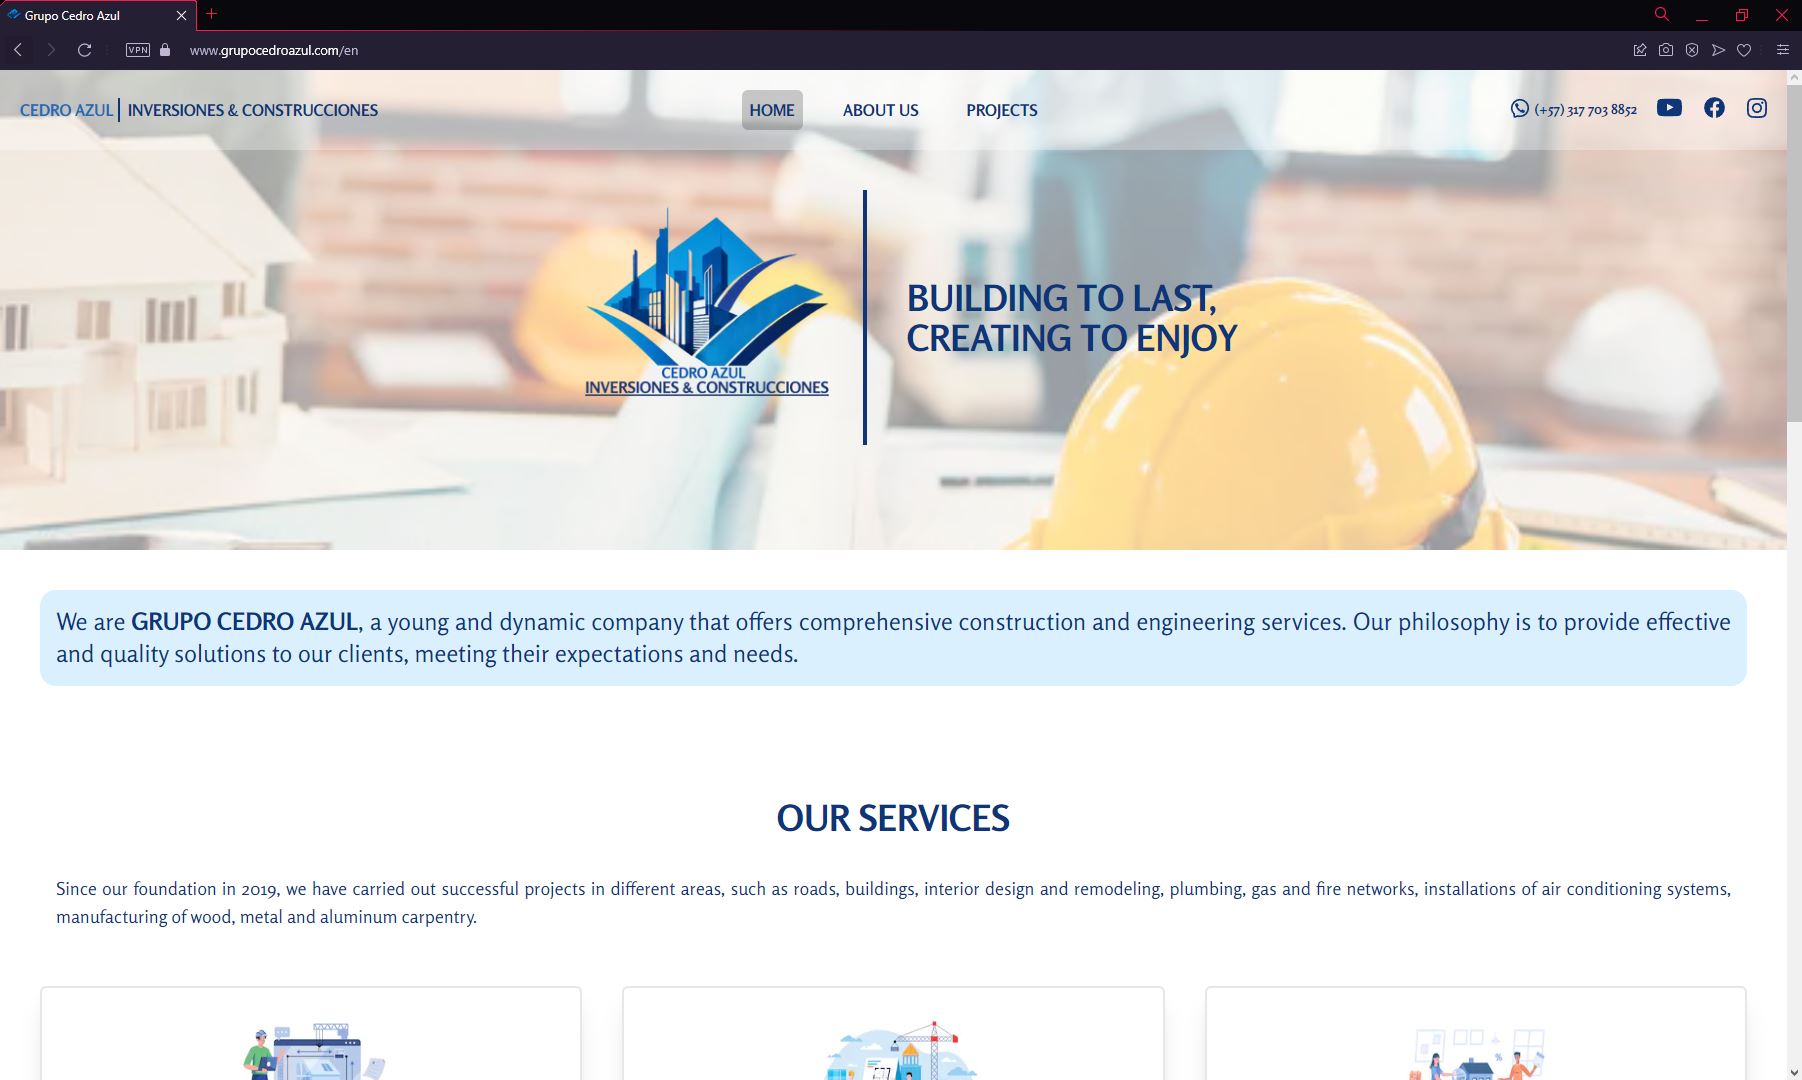 Grupo Cedro Azul
VPN
www.grupocedroazul.com/en
CEDRO AZUL | INVERSIONES & CONSTRUCCIONES
HOME
ABOUT US
PROJECTS
(+57) 317 703 8852
BUILDING TO LAST,
CREATING TO ENJOY
CEDRO AZUL
INVERSIONES & CONSTRUCCIONES
We are GRUPO CEDRO AZUL, a young and dynamic company that offers comprehensive construction and engineering services. Our philosophy is to provide effective
and quality solutions to our clients, meeting their expectations and needs.
OUR SERVICES
Since our foundation in 2019, we have carried out successful projects in different areas, such as roads, buildings, interior design and remodeling, plumbing, gas and fire networks, installations of air conditioning systems,
manufacturing of wood, metal and aluminum carpentry.
%